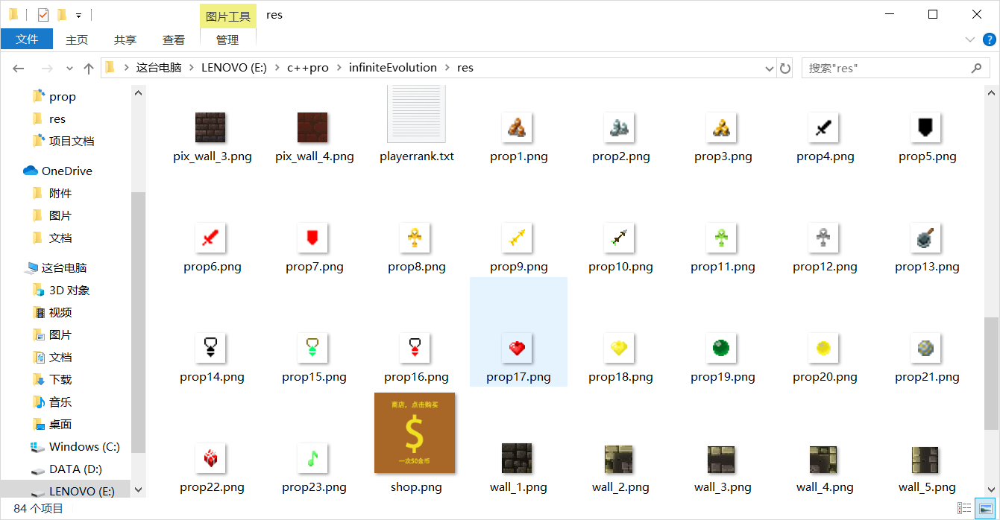 图片工具 res
文件 主页 共享 查看 管理
这台电脑 LENOVO (E:) c++pro infiniteEvolution res
搜索"res"
prop
res
项目文档
OneDrive
附件
图片
文档
这台电脑
3D 对象
视频
图片
文档
下载
音乐
桌面
Windows (C:)
DATA (D:)
LENOVO (E:)
pix_wall_3.png pix_wall_4.png playerrank.txt prop1.png prop2.png prop3.png prop4.png prop5.png
prop6.png prop7.png prop8.png prop9.png prop10.png prop11.png prop12.png prop13.png
prop14.png prop15.png prop16.png prop17.png prop18.png prop19.png prop20.png prop21.png
商店，点击购买
$
一次50金币
prop22.png prop23.png shop.png wall_1.png wall_2.png wall_3.png wall_4.png wall_5.png
84 个项目